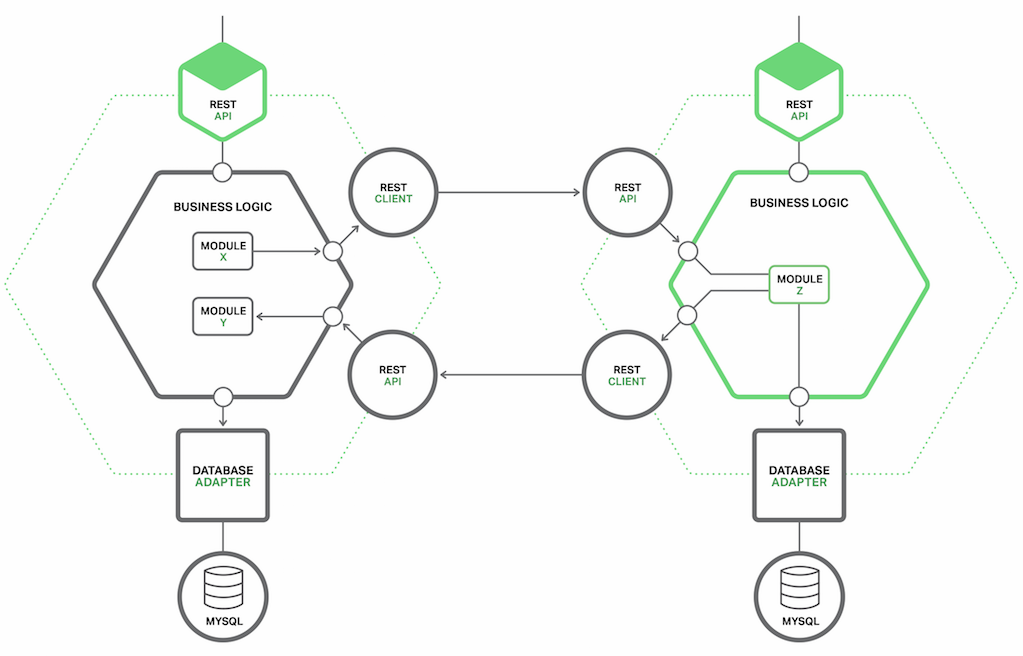 REST
API
REST
API
BUSINESS LOGIC
REST
CLIENT
REST
API
BUSINESS LOGIC
MODULE
X
MODULE
Z
MODULE
Y
REST
API
REST
CLIENT
DATABASE
ADAPTER
DATABASE
ADAPTER
MYSQL
MYSQL